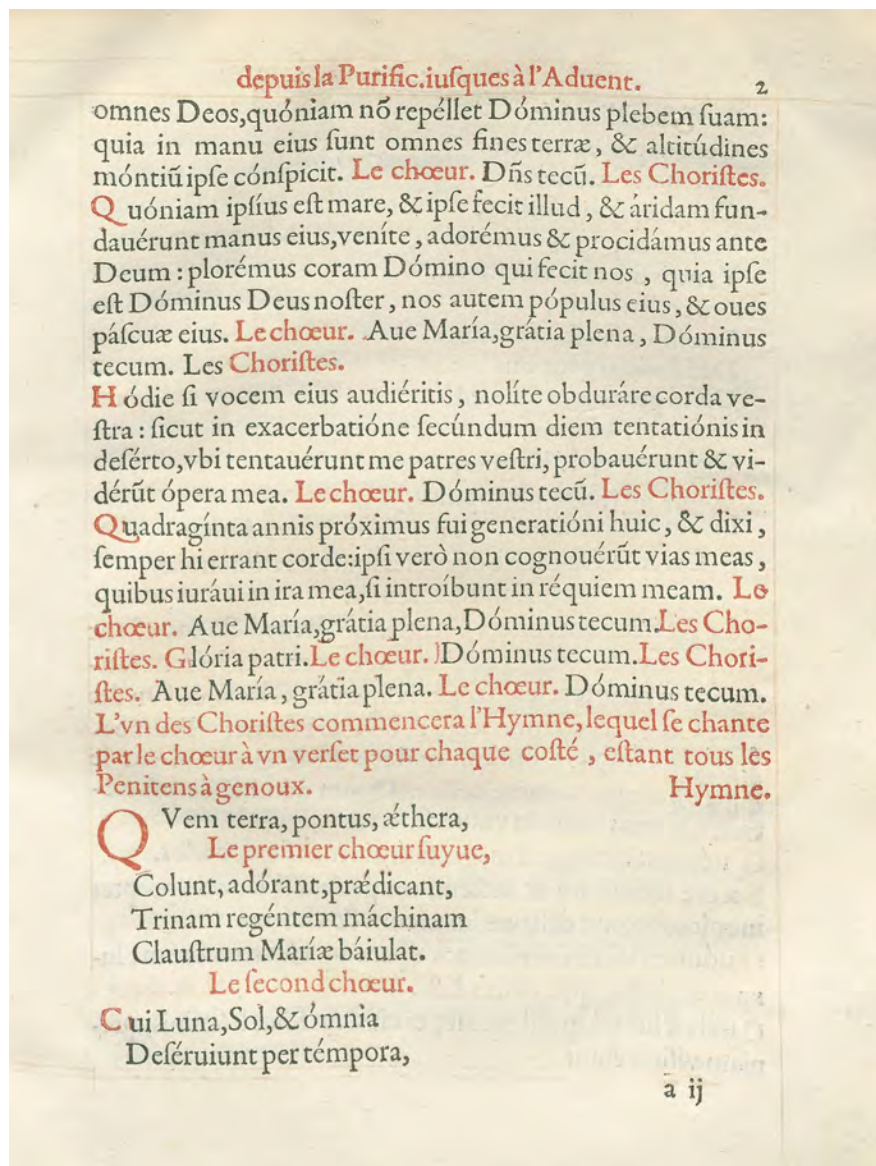 depuis la Purific. iuſques à l'Aduent. 2
omnes Deos, quóniam nõ repéllet Dóminus plebem ſuam:
quia in manu eius ſunt omnes fines terræ, & altitúdines
móntiũ ipſe cónſpicit. Le chœur. Dñs tecũ. Les Choriſtes.
Quóniam ipſíus eſt mare, & ipſe fecit illud, & áridam fun-
dauérunt manus eius, veníte, adorémus & procidámus ante
Deum: plorémus coram Dómino qui fecit nos, quia ipſe
eſt Dóminus Deus noſter, nos autem pópulus eius, & oues
páſcuæ eius. Le chœur. Aue María, grátia plena, Dóminus
tecum. Les Choriſtes.
Hódie ſi vocem eius audiéritis, nolíte obduráre corda ve-
ſtra: ſicut in exacerbatióne ſecúndum diem tentatiónis in
deſérto, vbi tentauérunt me patres veſtri, probauérunt & vi-
dérũt ópera mea. Le chœur. Dóminus tecũ. Les Choriſtes.
Quadragínta annis próximus fui generatióni huic, & dixi,
ſemper hi errant corde: ipſi verò non cognouérũt vias meas,
quibus iuráui in ira mea, ſi introíbunt in réquiem meam. Le
chœur. Aue María, grátia plena, Dóminus tecum. Les Cho-
riſtes. Glória patri. Le chœur. Dóminus tecum. Les Chori-
ſtes. Aue María, grátia plena. Le chœur. Dóminus tecum.
L'vn des Choriſtes commencera l'Hymne, lequel ſe chante
par le chœur à vn verſet pour chaque coſté, eſtant tous les
Penitens à genoux. Hymne.
QVem terra, pontus, ǽthera,
Le premier chœur ſuyue,
Colunt, adórant, prǽdicant,
Trinam regéntem máchinam
Clauſtrum Maríæ báiulat.
Le ſecond chœur.
Cui Luna, Sol, & ómnia
Deſéruiunt per témpora,
a ij